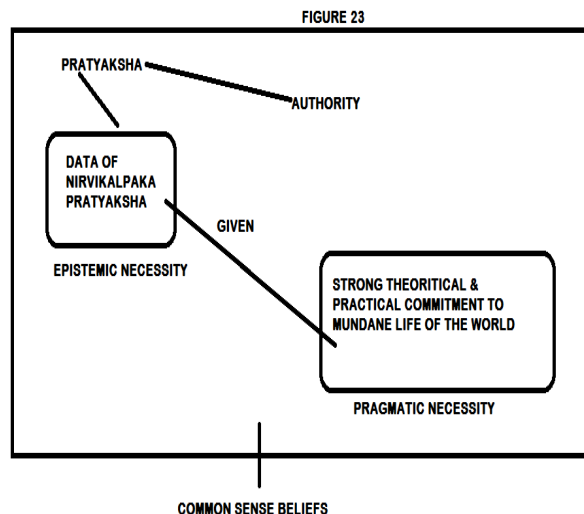 FIGURE 23
PRATYAKSHA
AUTHORITY
DATA OF
NIRVIKALPAKA
PRATYAKSHA
GIVEN
EPISTEMIC NECESSITY
STRONG THEORITICAL &
PRACTICAL COMMITMENT TO
MUNDANE LIFE OF THE WORLD
PRAGMATIC NECESSITY
COMMON SENSE BELIEFS